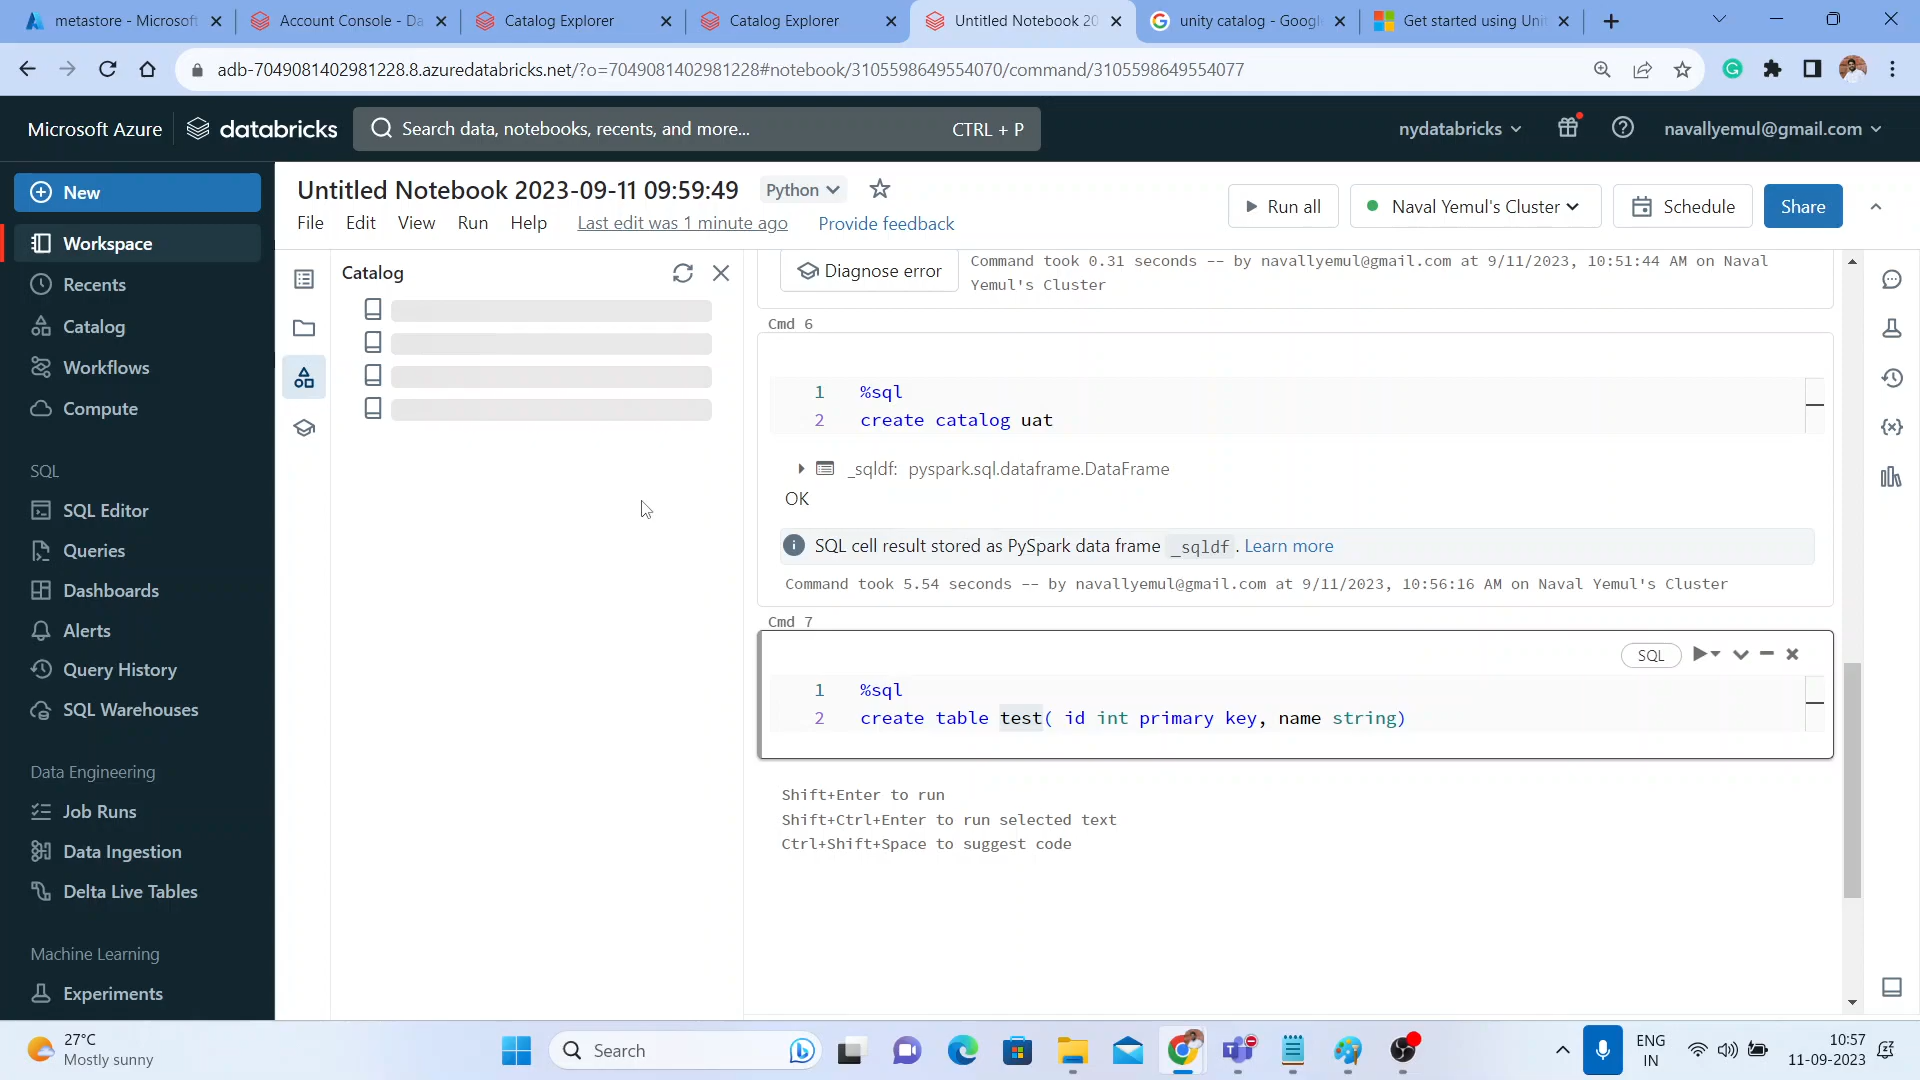 metastore - Microsoft
Account Console - Da
Catalog Explorer
Catalog Explorer
Untitled Notebook 20
unity catalog - Google
Get started using Unit
adb-7049081402981228.8.azuredatabricks.net/?o=7049081402981228#notebook/3105598649554070/command/3105598649554077
Microsoft Azure
databricks
Search data, notebooks, recents, and more...
CTRL + P
nydatabricks
navallyemul@gmail.com
New
Workspace
Recents
Catalog
Workflows
Compute
SQL
SQL Editor
Queries
Dashboards
Alerts
Query History
SQL Warehouses
Data Engineering
Job Runs
Data Ingestion
Delta Live Tables
Machine Learning
Experiments
Untitled Notebook 2023-09-11 09:59:49
Python
File Edit View Run Help Last edit was 1 minute ago Provide feedback
Run all
Naval Yemul's Cluster
Schedule
Share
Catalog
Diagnose error
Command took 0.31 seconds -- by navallyemul@gmail.com at 9/11/2023, 10:51:44 AM on Naval
Yemul's Cluster
Cmd 6
1 %sql
2 create catalog uat
_sqldf: pyspark.sql.dataframe.DataFrame
OK
SQL cell result stored as PySpark data frame _sqldf . Learn more
Command took 5.54 seconds -- by navallyemul@gmail.com at 9/11/2023, 10:56:16 AM on Naval Yemul's Cluster
Cmd 7
SQL
1 %sql
2 create table test( id int primary key, name string)
Shift+Enter to run
Shift+Ctrl+Enter to run selected text
Ctrl+Shift+Space to suggest code
27°C
Mostly sunny
Search
ENG
IN
10:57
11-09-2023